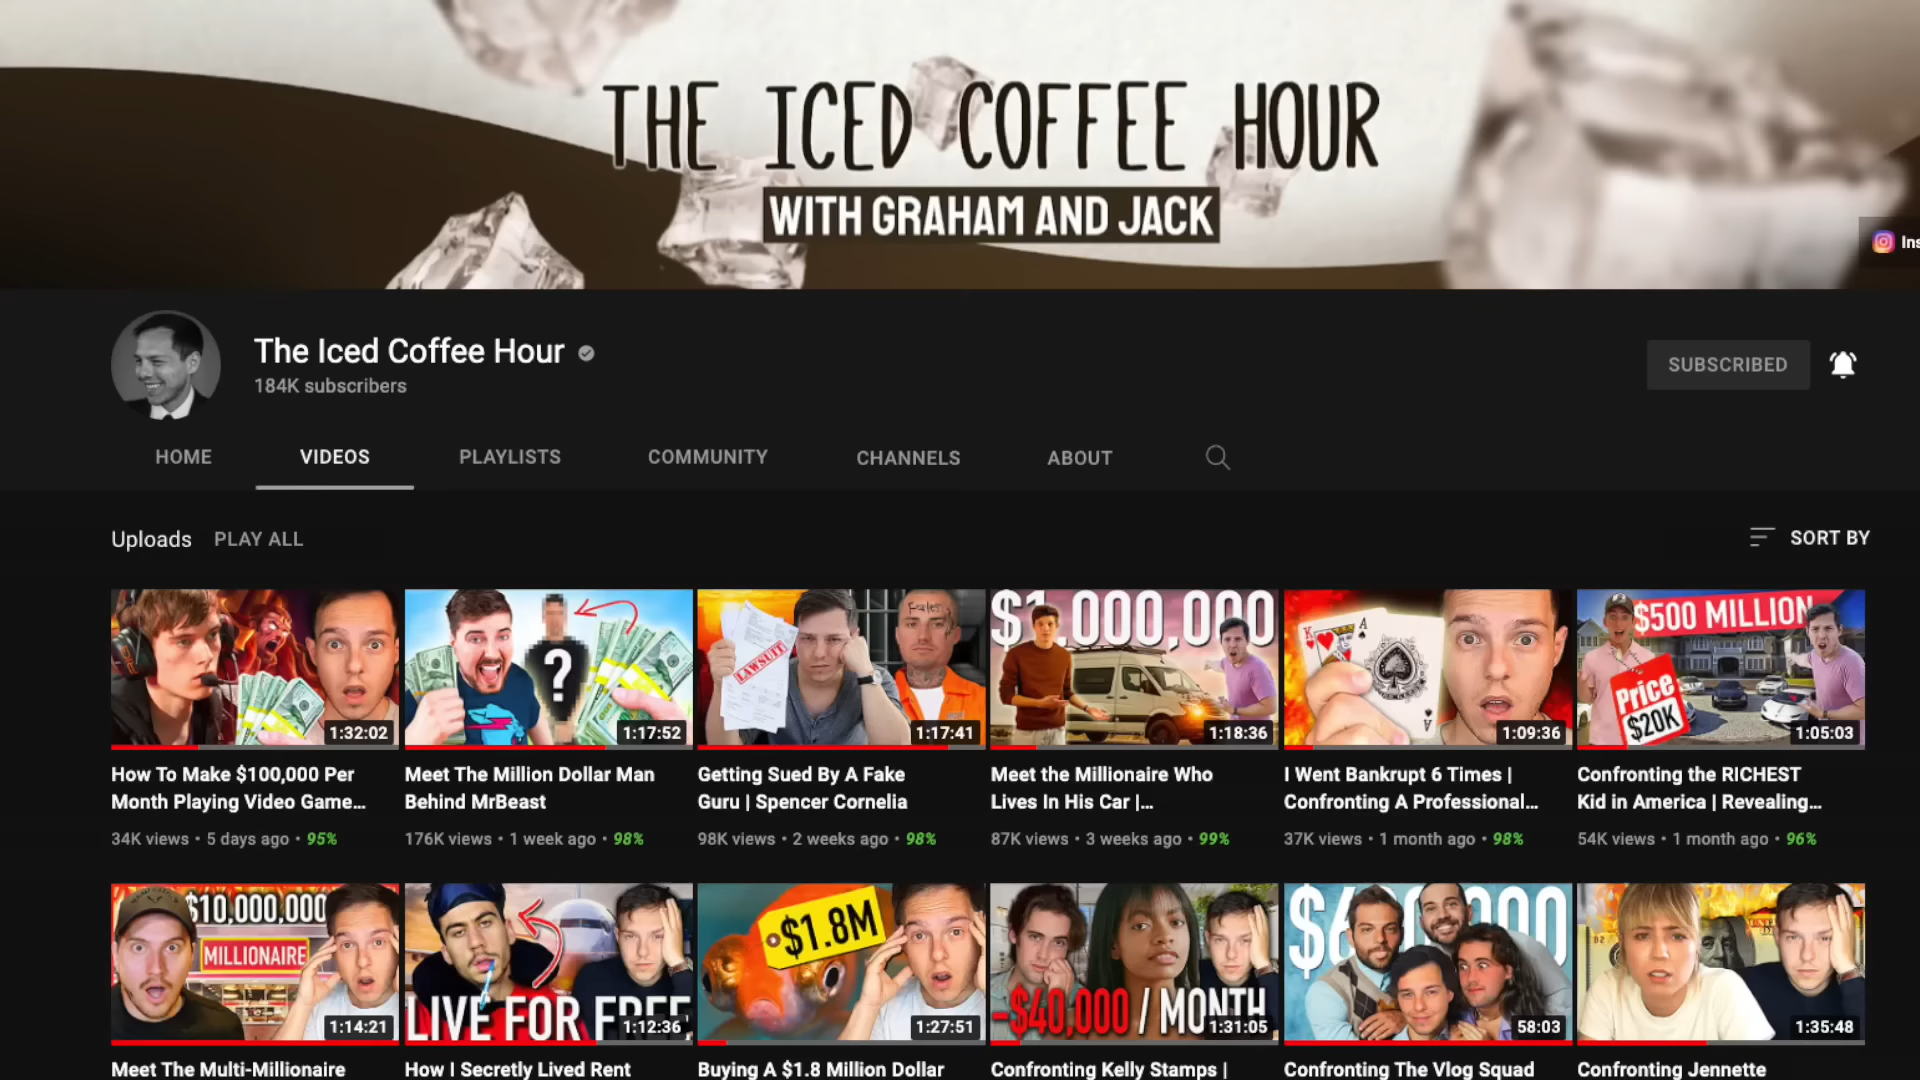 THE ICED COFFEE HOUR
WITH GRAHAM AND JACK
Ins
The Iced Coffee Hour
184K subscribers
SUBSCRIBED
HOME
VIDEOS
PLAYLISTS
COMMUNITY
CHANNELS
ABOUT
Uploads
PLAY ALL
SORT BY
1:32:02
?
1:17:52
LAWSUIT
Fearless
1:17:41
$1,000,000
1:18:36
K
A
A
1:09:36
$500 MILLION
Price
$20K
1:05:03
How To Make $100,000 Per
Month Playing Video Game...
34K views • 5 days ago • 95%
Meet The Million Dollar Man
Behind MrBeast
176K views • 1 week ago • 98%
Getting Sued By A Fake
Guru | Spencer Cornelia
98K views • 2 weeks ago • 98%
Meet the Millionaire Who
Lives In His Car |...
87K views • 3 weeks ago • 99%
I Went Bankrupt 6 Times |
Confronting A Professional...
37K views • 1 month ago • 98%
Confronting the RICHEST
Kid in America | Revealing...
54K views • 1 month ago • 96%
$10,000,000
MILLIONAIRE
1:14:21
LIVE FOR FREE
1:12:36
$1.8M
1:27:51
-$40,000 / MONTH
1:31:05
58:03
1:35:48
Meet The Multi-Millionaire
How I Secretly Lived Rent
Buying A $1.8 Million Dollar
Confronting Kelly Stamps |
Confronting The Vlog Squad
Confronting Jennette